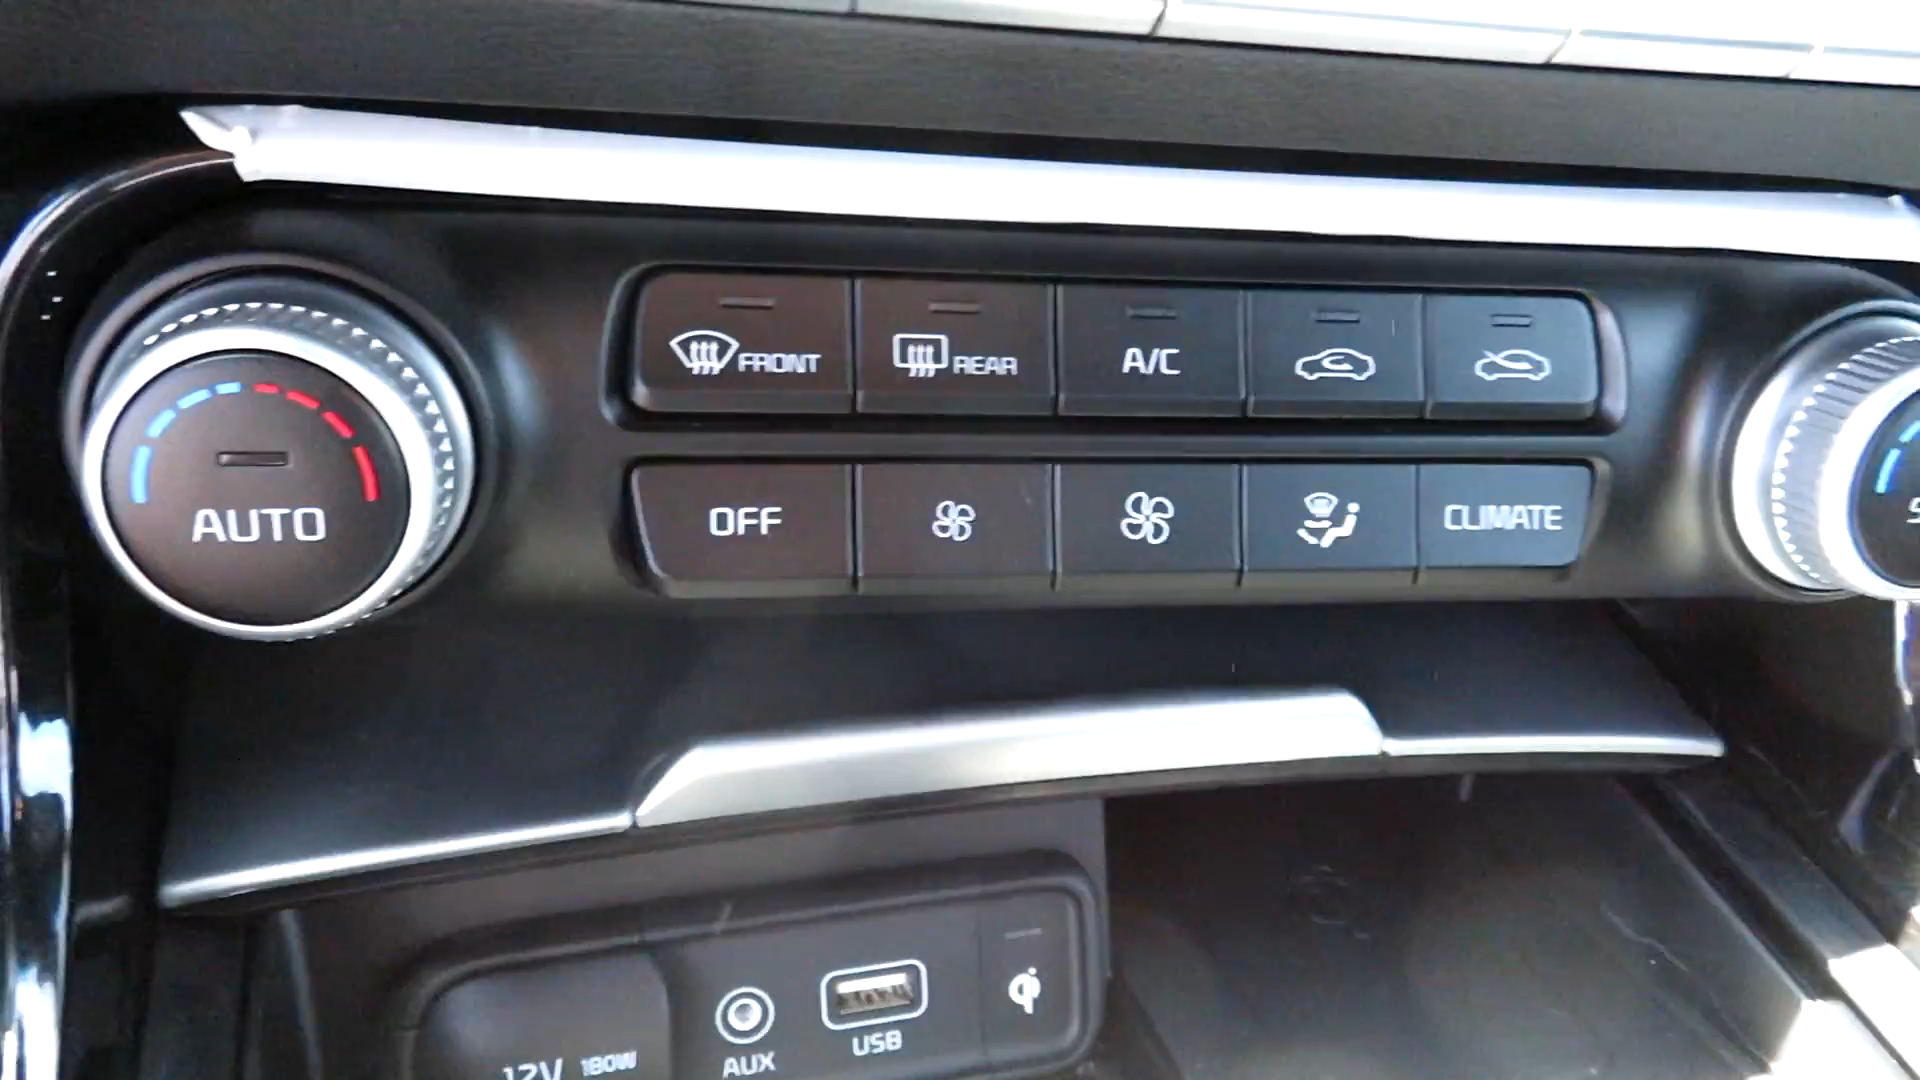 FRONT
REAR
A/C
AUTO
OFF
CLIMATE
12V 180W
AUX
USB